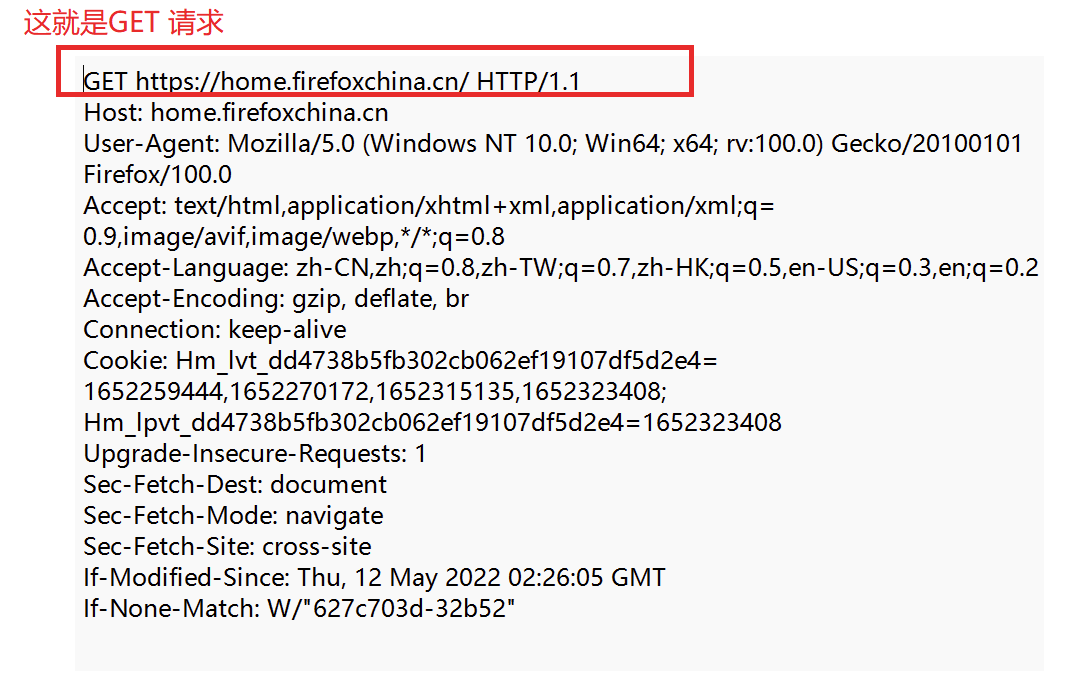 这就是GET 请求
GET https://home.firefoxchina.cn/ HTTP/1.1
Host: home.firefoxchina.cn
User-Agent: Mozilla/5.0 (Windows NT 10.0; Win64; x64; rv:100.0) Gecko/20100101
Firefox/100.0
Accept: text/html,application/xhtml+xml,application/xml;q=
0.9,image/avif,image/webp,*/*;q=0.8
Accept-Language: zh-CN,zh;q=0.8,zh-TW;q=0.7,zh-HK;q=0.5,en-US;q=0.3,en;q=0.2
Accept-Encoding: gzip, deflate, br
Connection: keep-alive
Cookie: Hm_lvt_dd4738b5fb302cb062ef19107df5d2e4=
1652259444,1652270172,1652315135,1652323408;
Hm_lpvt_dd4738b5fb302cb062ef19107df5d2e4=1652323408
Upgrade-Insecure-Requests: 1
Sec-Fetch-Dest: document
Sec-Fetch-Mode: navigate
Sec-Fetch-Site: cross-site
If-Modified-Since: Thu, 12 May 2022 02:26:05 GMT
If-None-Match: W/"627c703d-32b52"